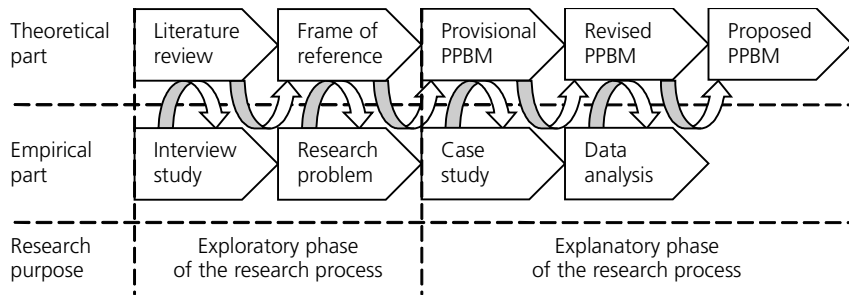 Theoretical
part
Literature
review
Frame of
reference
Provisional
PPBM
Revised
PPBM
Proposed
PPBM
Empirical
part
Interview
study
Research
problem
Case
study
Data
analysis
Research
purpose
Exploratory phase
of the research process
Explanatory phase
of the research process